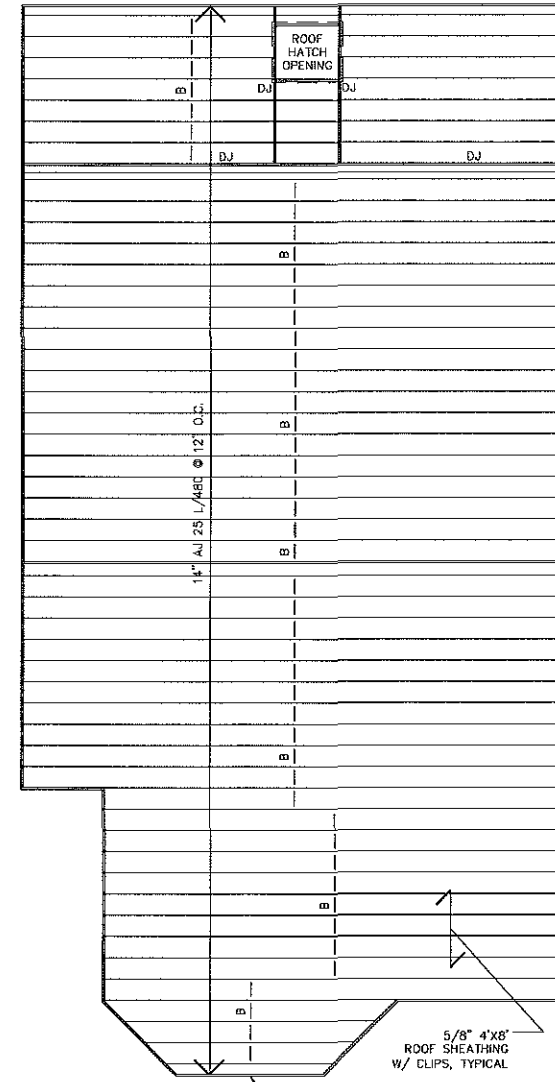 ROOF
HATCH
OPENING
B
DJ
DJ
DJ
DJ
B
B
14" AJ 25 L/480 @ 12" O.C.
B
B
B
B
5/8" 4'X8'
ROOF SHEATHING
W/ CLIPS, TYPICAL